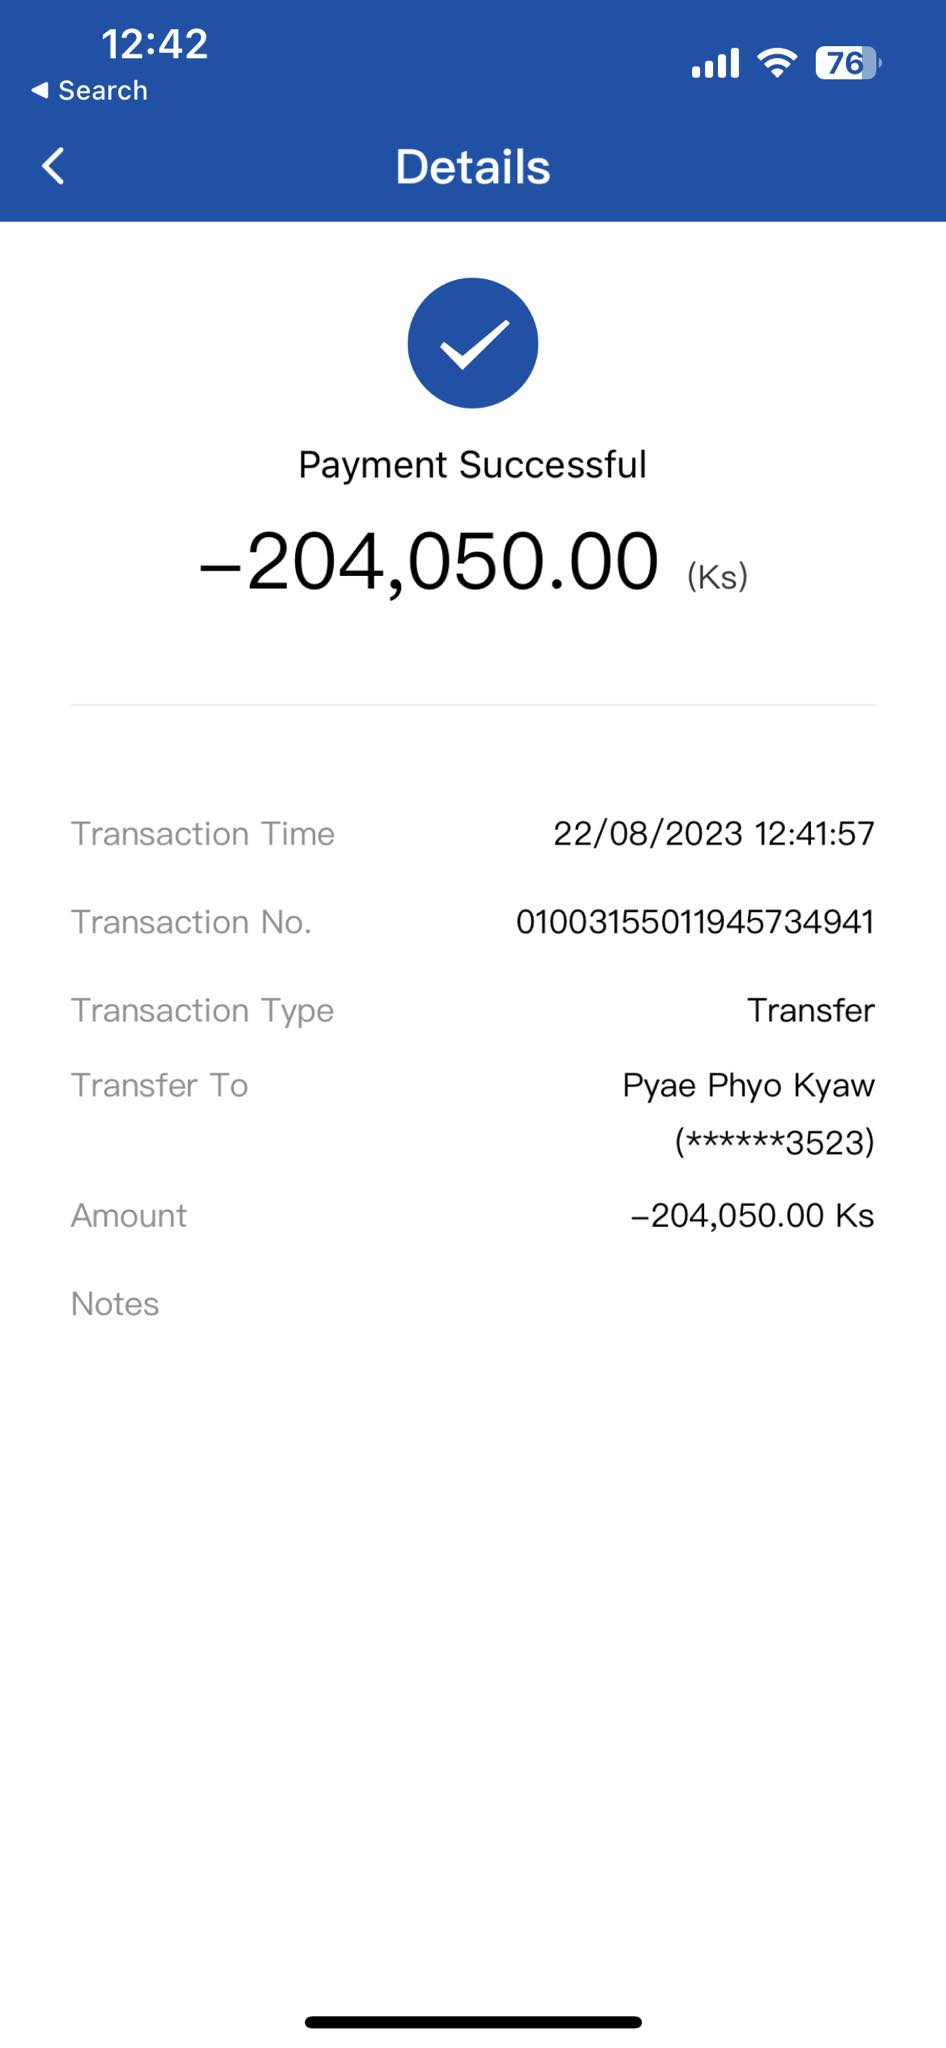 12:42
76
◀ Search
Details
Payment Successful
-204,050.00 (Ks)
Transaction Time 22/08/2023 12:41:57
Transaction No. 01003155011945734941
Transaction Type Transfer
Transfer To Pyae Phyo Kyaw
(******3523)
Amount -204,050.00 Ks
Notes